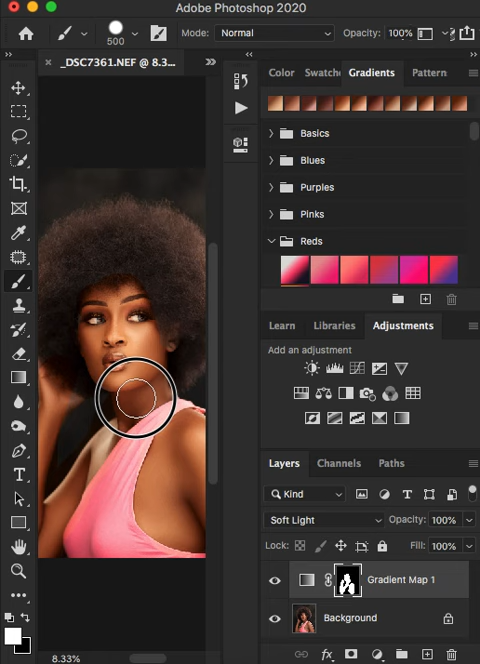 Adobe Photoshop 2020
500
Mode: Normal
Opacity: 100%
_DSC7361.NEF @ 8.3...
Color Swatche Gradients Pattern
Basics
Blues
Purples
Pinks
Reds
Learn Libraries Adjustments
Add an adjustment
Layers Channels Paths
Kind
Soft Light Opacity: 100%
Lock: Fill: 100%
Gradient Map 1
Background
fx
8.33%